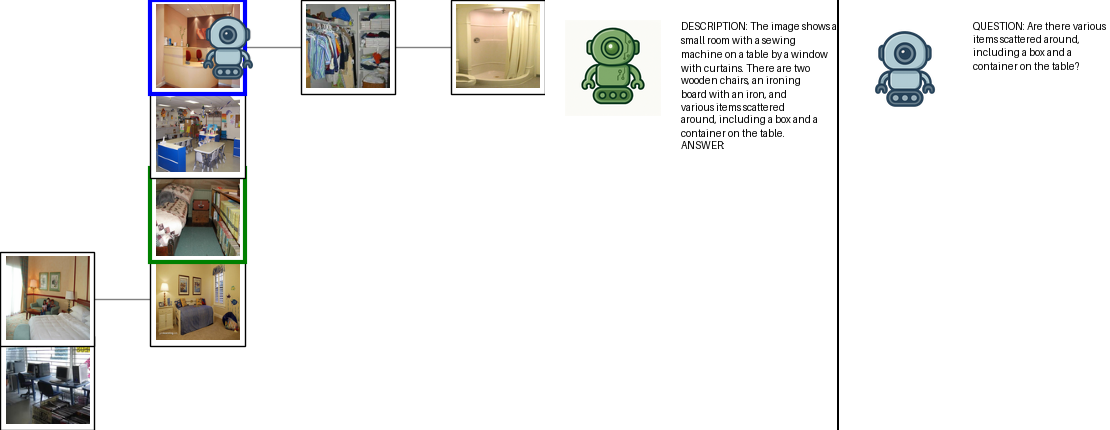 DESCRIPTION: The image shows a
small room with a sewing
machine on a table by a window
with curtains. There are two
wooden chairs, an ironing
board with an iron, and
various items scattered
around, including a box and a
container on the table.
ANSWER:
QUESTION: Are there various
items scattered around,
including a box and a
container on the table?